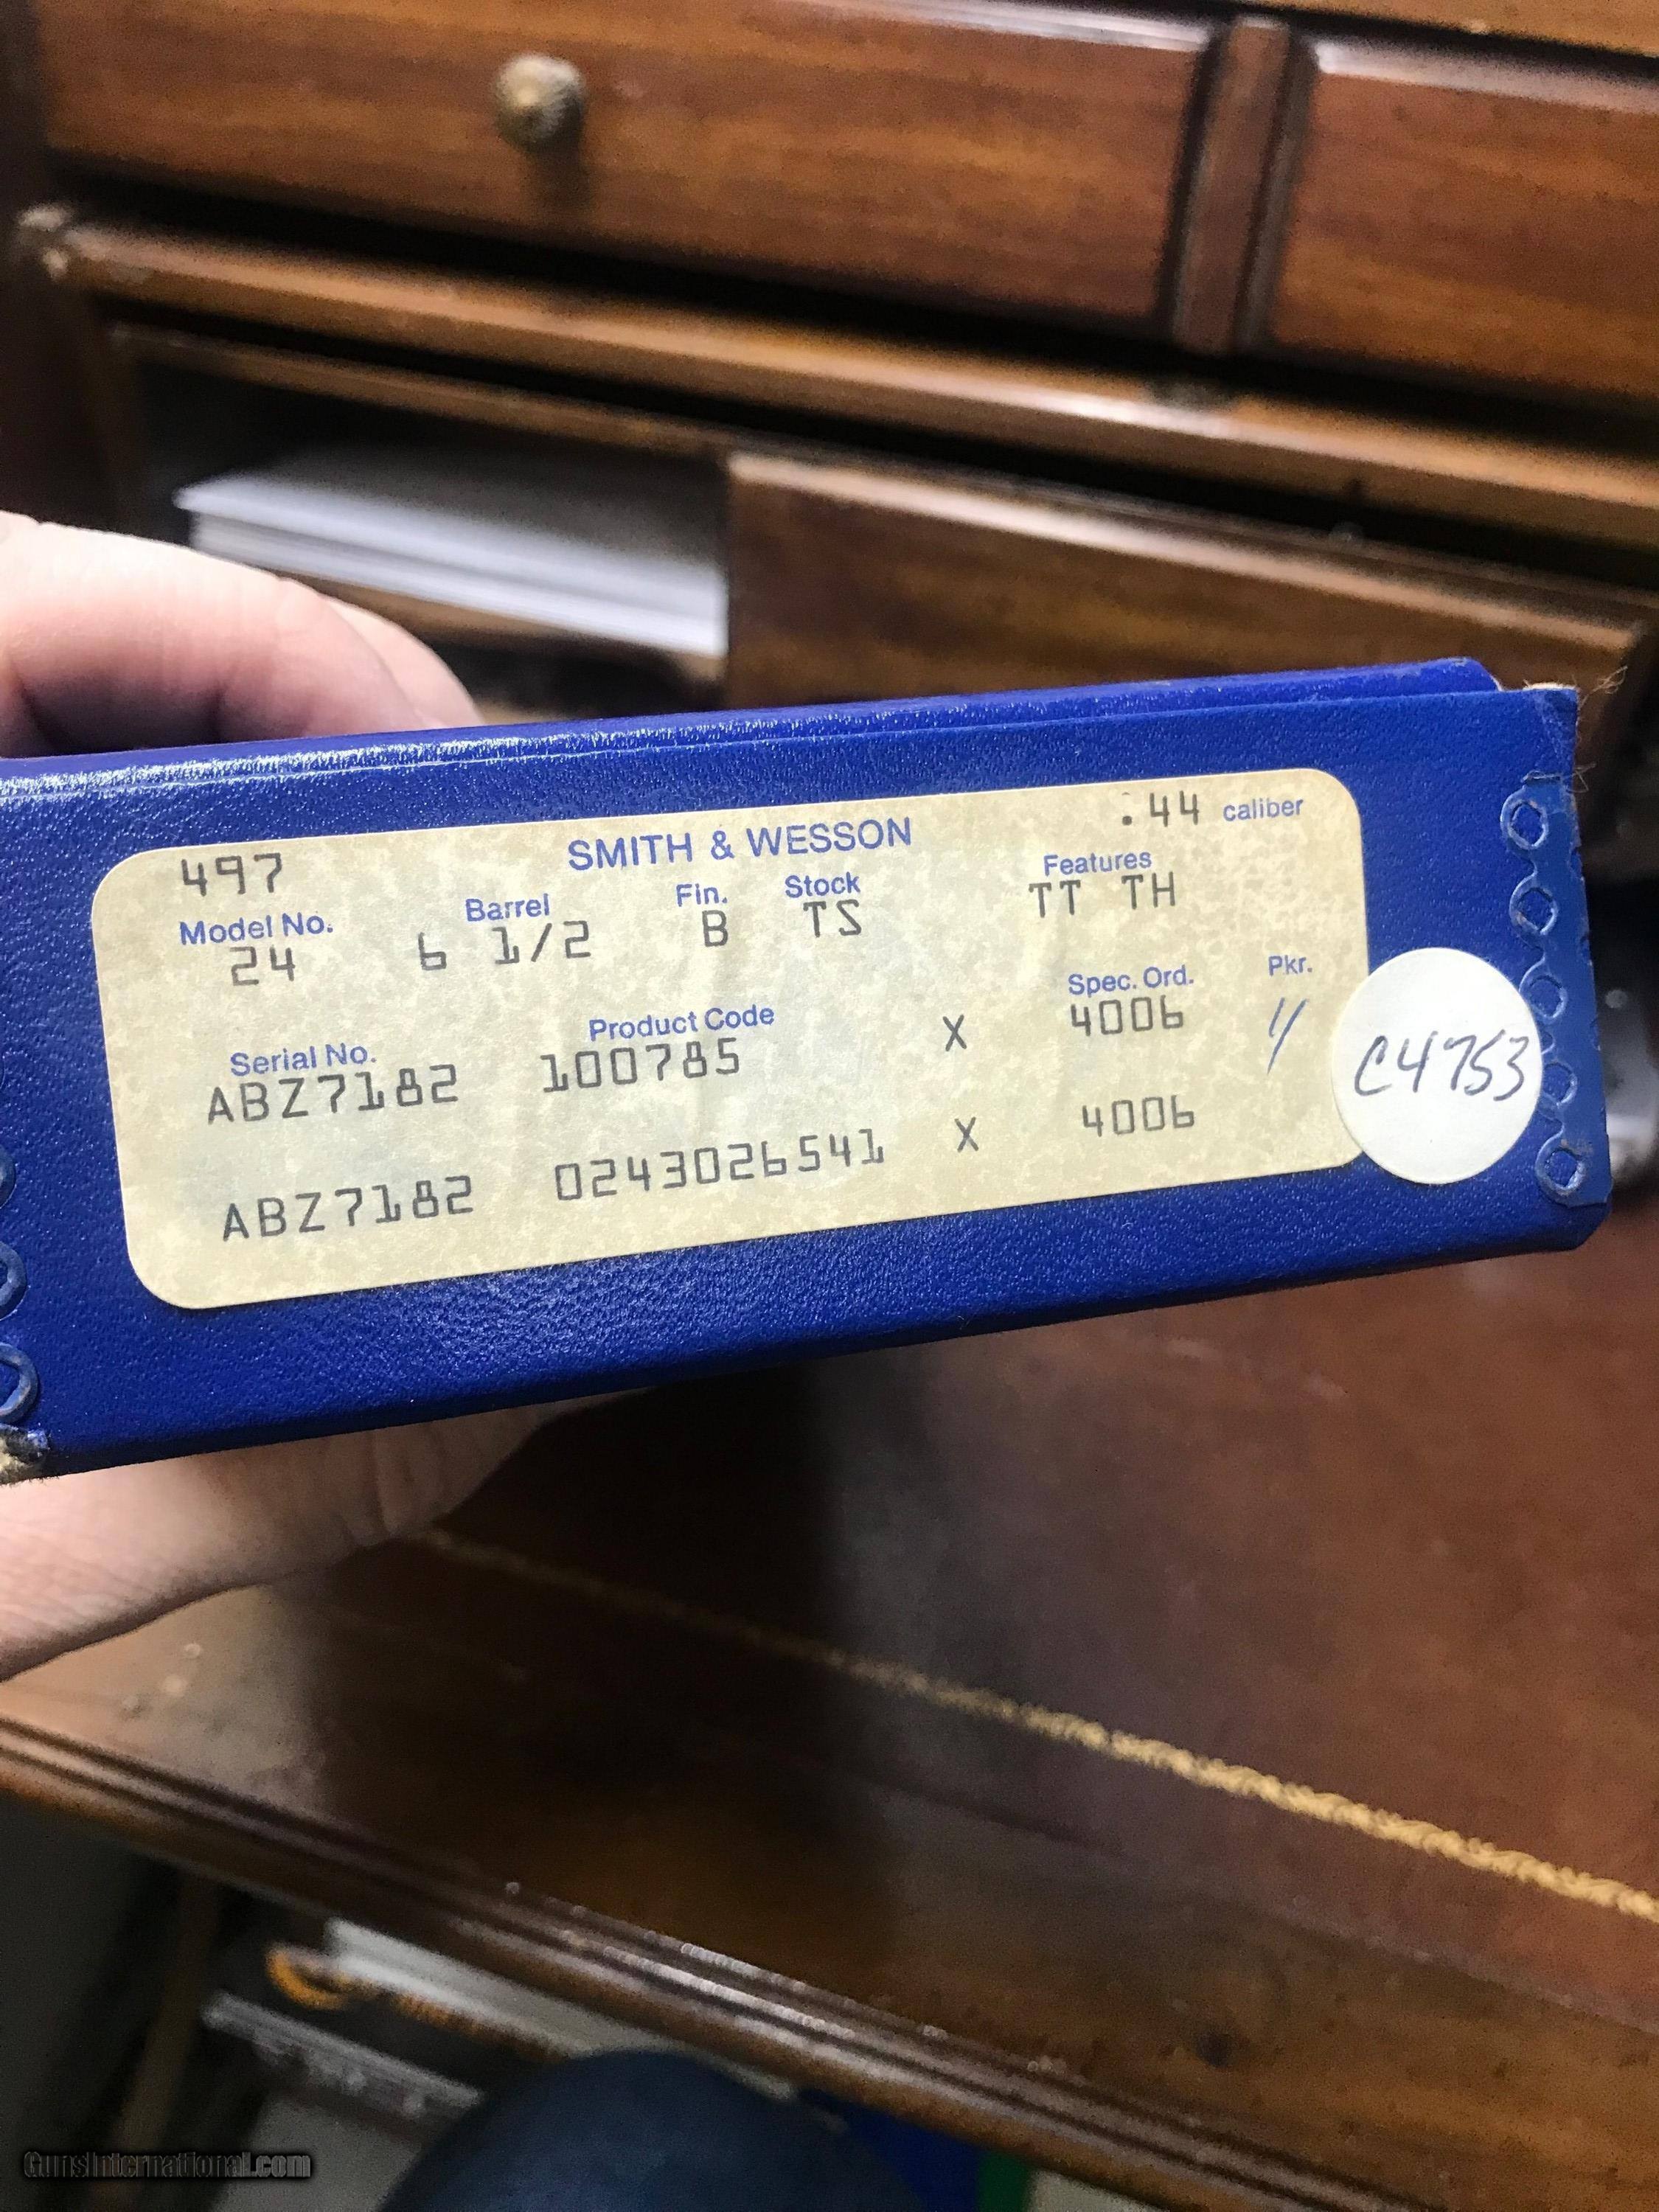 497 SMITH & WESSON .44 caliber
Model No. Barrel Fin. Stock Features
24 6 1/2 B TS TT TH
Serial No. Product Code Spec. Ord. Pkr.
ABZ7182 100785 X 4006 11
ABZ7182 0243026541 X 4006
C4753
GunsInternational.com